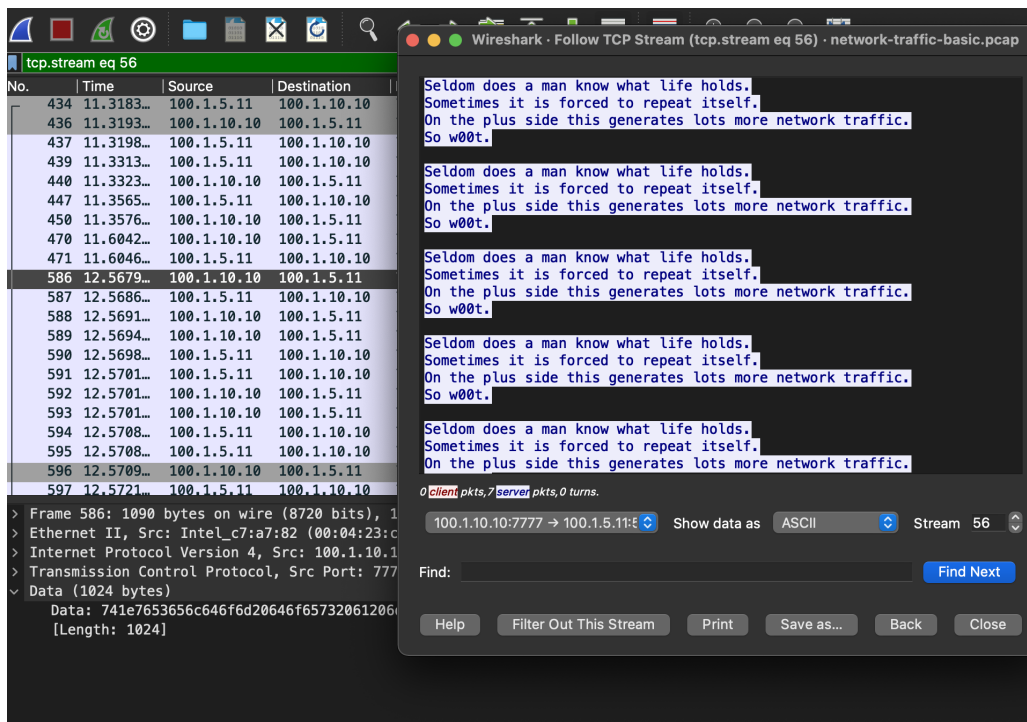 Wireshark · Follow TCP Stream (tcp.stream eq 56) · network-traffic-basic.pcap
tcp.stream eq 56
No. Time Source Destination
434 11.3183… 100.1.5.11 100.1.10.10
436 11.3193… 100.1.10.10 100.1.5.11
437 11.3198… 100.1.5.11 100.1.10.10
439 11.3313… 100.1.5.11 100.1.10.10
440 11.3323… 100.1.10.10 100.1.5.11
447 11.3565… 100.1.5.11 100.1.10.10
450 11.3576… 100.1.10.10 100.1.5.11
470 11.6042… 100.1.10.10 100.1.5.11
471 11.6046… 100.1.5.11 100.1.10.10
586 12.5679… 100.1.10.10 100.1.5.11
587 12.5686… 100.1.5.11 100.1.10.10
588 12.5691… 100.1.10.10 100.1.5.11
589 12.5694… 100.1.10.10 100.1.5.11
590 12.5698… 100.1.5.11 100.1.10.10
591 12.5701… 100.1.5.11 100.1.10.10
592 12.5701… 100.1.10.10 100.1.5.11
593 12.5701… 100.1.10.10 100.1.5.11
594 12.5708… 100.1.5.11 100.1.10.10
595 12.5708… 100.1.5.11 100.1.10.10
596 12.5709… 100.1.10.10 100.1.5.11
597 12.5721… 100.1.5.11 100.1.10.10
> Frame 586: 1090 bytes on wire (8720 bits), 1
> Ethernet II, Src: Intel_c7:a7:82 (00:04:23:c
> Internet Protocol Version 4, Src: 100.1.10.1
> Transmission Control Protocol, Src Port: 777
Data (1024 bytes)
Data: 741e7653656c646f6d20646f65732061206
[Length: 1024]
Seldom does a man know what life holds.
Sometimes it is forced to repeat itself.
On the plus side this generates lots more network traffic.
So w00t.
Seldom does a man know what life holds.
Sometimes it is forced to repeat itself.
On the plus side this generates lots more network traffic.
So w00t.
Seldom does a man know what life holds.
Sometimes it is forced to repeat itself.
On the plus side this generates lots more network traffic.
So w00t.
Seldom does a man know what life holds.
Sometimes it is forced to repeat itself.
On the plus side this generates lots more network traffic.
So w00t.
Seldom does a man know what life holds.
Sometimes it is forced to repeat itself.
On the plus side this generates lots more network traffic.
0 client pkts, 7 server pkts, 0 turns.
100.1.10.10:7777 → 100.1.5.11:5 Show data as ASCII Stream 56
Find: Find Next
Help Filter Out This Stream Print Save as… Back Close